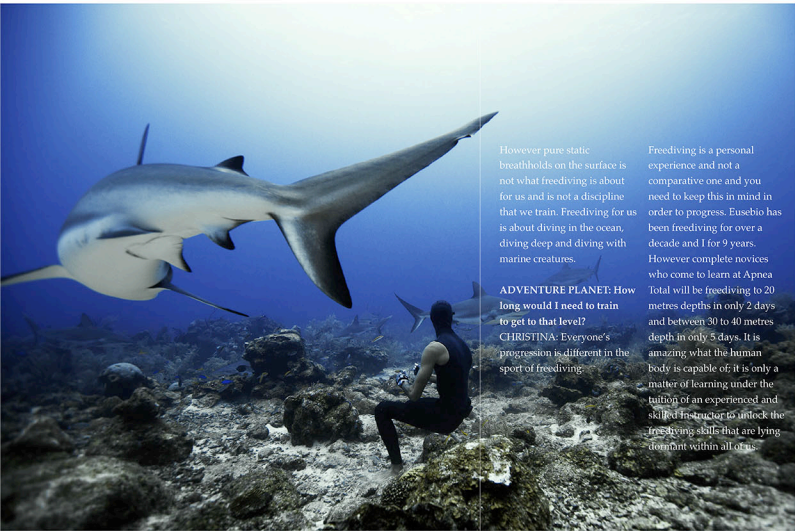 However pure static
breathholds on the surface is
not what freediving is about
for us and is not a discipline
that we train. Freediving for us
is about diving in the ocean,
diving deep and diving with
marine creatures.
ADVENTURE PLANET: How
long would I need to train
to get to that level?
CHRISTINA: Everyone's
progression is different in the
sport of freediving.
Freediving is a personal
experience and not a
comparative one and you
need to keep this in mind in
order to progress. Eusebio has
been freediving for over a
decade and I for 9 years.
However complete novices
who come to learn at Apnea
Total will be freediving to 20
metres depths in only 2 days
and between 30 to 40 metres
depth in only 5 days. It is
amazing what the human
body is capable of; it is only a
matter of learning under the
tuition of an experienced and
skilled instructor to unlock the
freediving skills that are lying
dormant within all of us.